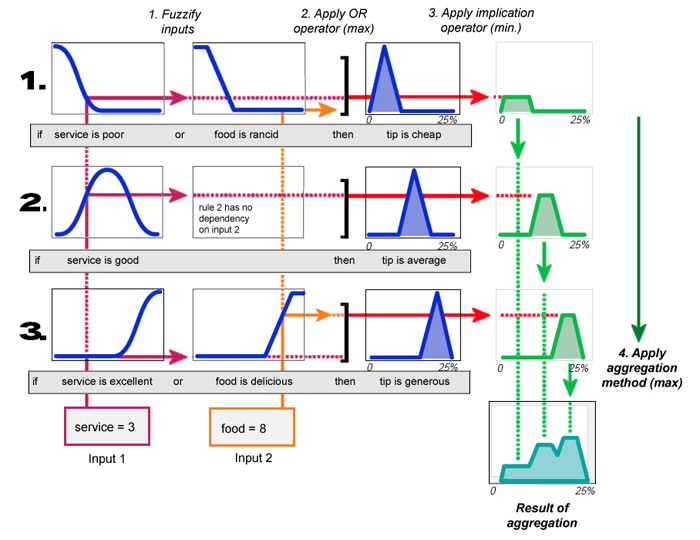 1. Fuzzify
inputs
2. Apply OR
operator (max)
3. Apply implication
operator (min.)
1.
0 25%
0 25%
if service is poor or food is rancid then tip is cheap
2.
rule 2 has no
dependency
on input 2
0 25%
0 25%
if service is good then tip is average
3.
0 25%
0 25%
if service is excellent or food is delicious then tip is generous
4. Apply
aggregation
method (max)
service = 3
food = 8
Input 1
Input 2
0 25%
Result of
aggregation